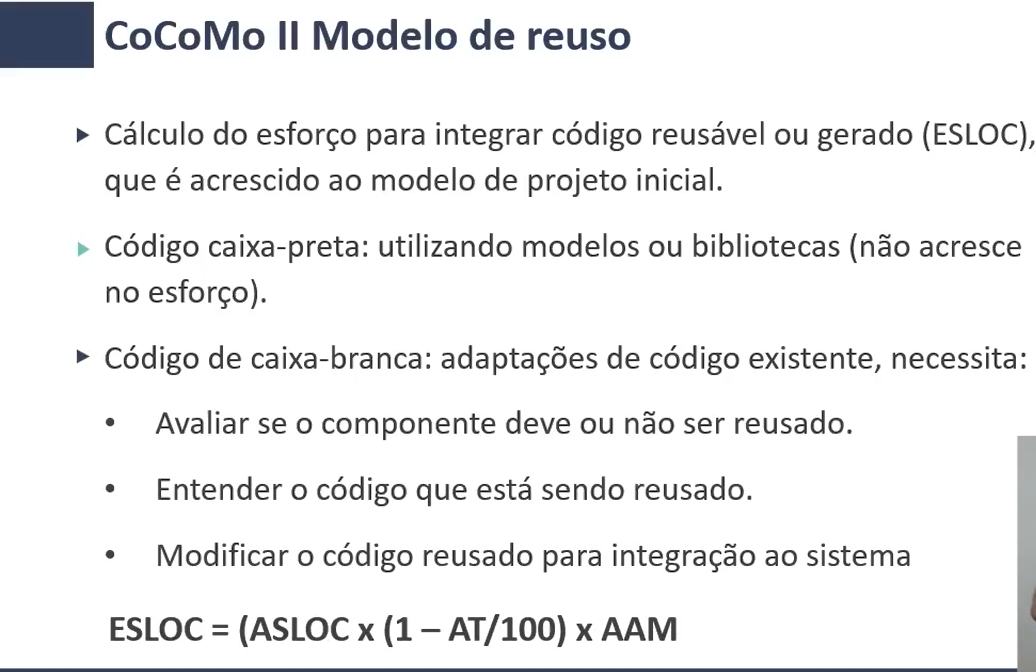 CoCoMo II Modelo de reuso
Cálculo do esforço para integrar código reusável ou gerado (ESLOC),
que é acrescido ao modelo de projeto inicial.
Código caixa-preta: utilizando modelos ou bibliotecas (não acresce
no esforço).
Código de caixa-branca: adaptações de código existente, necessita:
• Avaliar se o componente deve ou não ser reusado.
• Entender o código que está sendo reusado.
• Modificar o código reusado para integração ao sistema
ESLOC = (ASLOC x (1 – AT/100) x AAM